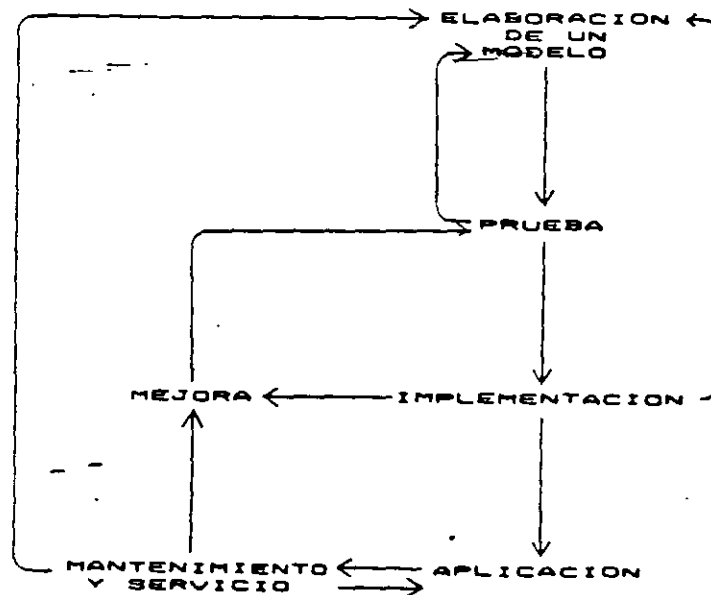 ELABORACION
DE UN
MODELO
PRUEBA
MEJORA
IMPLEMENTACION
MANTENIMIENTO
Y SERVICIO
APLICACION